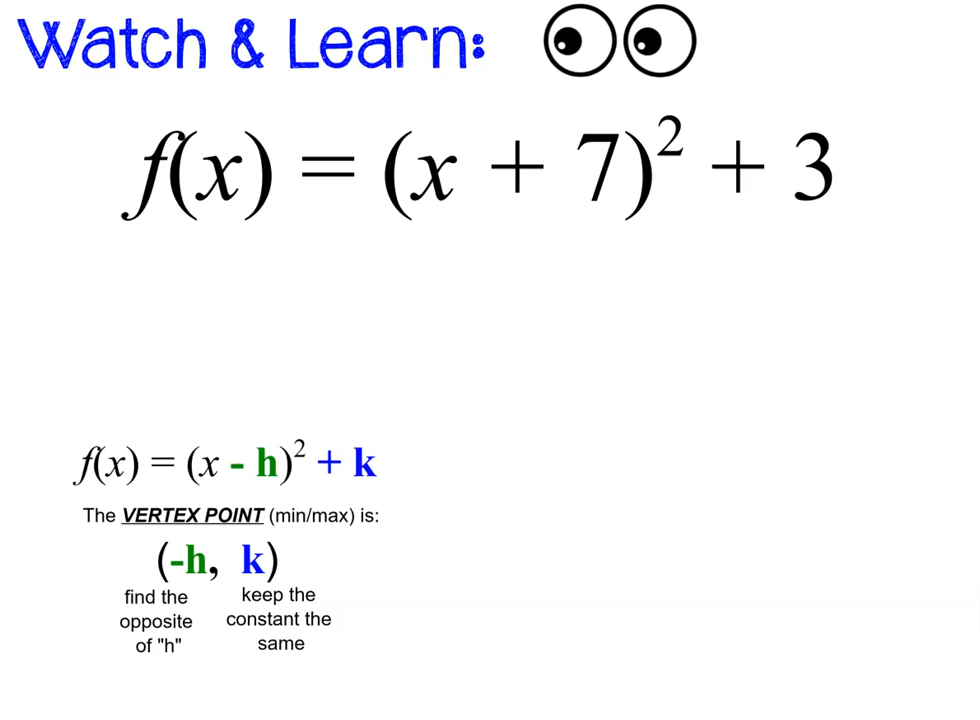 Watch & Learn:
f(x) = (x + 7)² + 3
f(x) = (x - h)² + k
The VERTEX POINT (min/max) is:
(-h, k)
find the opposite of "h"
keep the constant the same